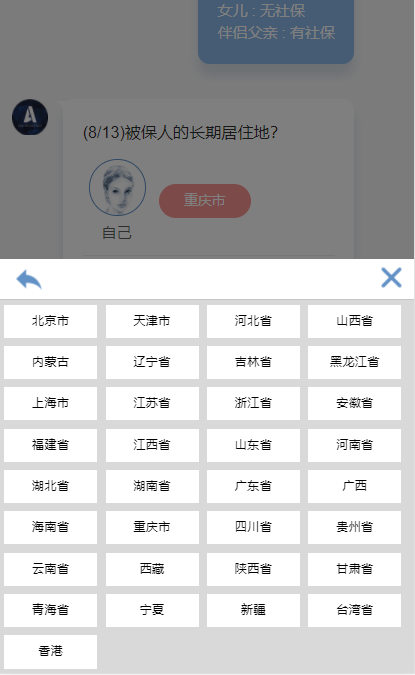 女儿 : 无社保
伴侣父亲 : 有社保
(8/13)被保人的长期居住地?
重庆市
自己
北京市 天津市 河北省 山西省
内蒙古 辽宁省 吉林省 黑龙江省
上海市 江苏省 浙江省 安徽省
福建省 江西省 山东省 河南省
湖北省 湖南省 广东省 广西
海南省 重庆市 四川省 贵州省
云南省 西藏 陕西省 甘肃省
青海省 宁夏 新疆 台湾省
香港